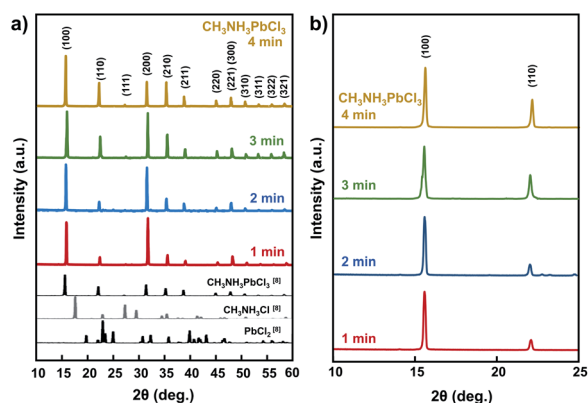 a)
CH₃NH₃PbCl₃
4 min
(100)
(110)
(111)
(200)
(210)
(211)
(220)
(221) (300)
(310)
(311)
(322)
(321)
3 min
2 min
1 min
CH₃NH₃PbCl₃ [8]
CH₃NH₃Cl [8]
PbCl₂ [8]
Intensity (a.u.)
10 15 20 25 30 35 40 45 50 55 60
2θ (deg.)
b)
(100)
(110)
CH₃NH₃PbCl₃
4 min
3 min
2 min
1 min
Intensity (a.u.)
10 15 20 25
2θ (deg.)